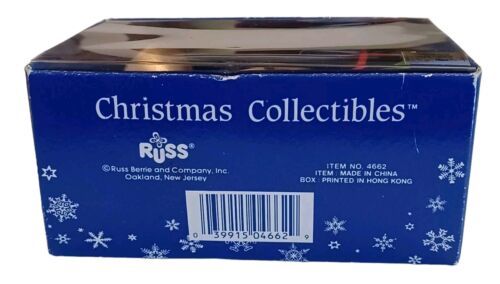 Christmas Collectibles™
RUSS®
© Russ Berrie and Company, Inc.
Oakland, New Jersey
ITEM NO. 4662
ITEM : MADE IN CHINA
BOX : PRINTED IN HONG KONG
0 39915 04662 9